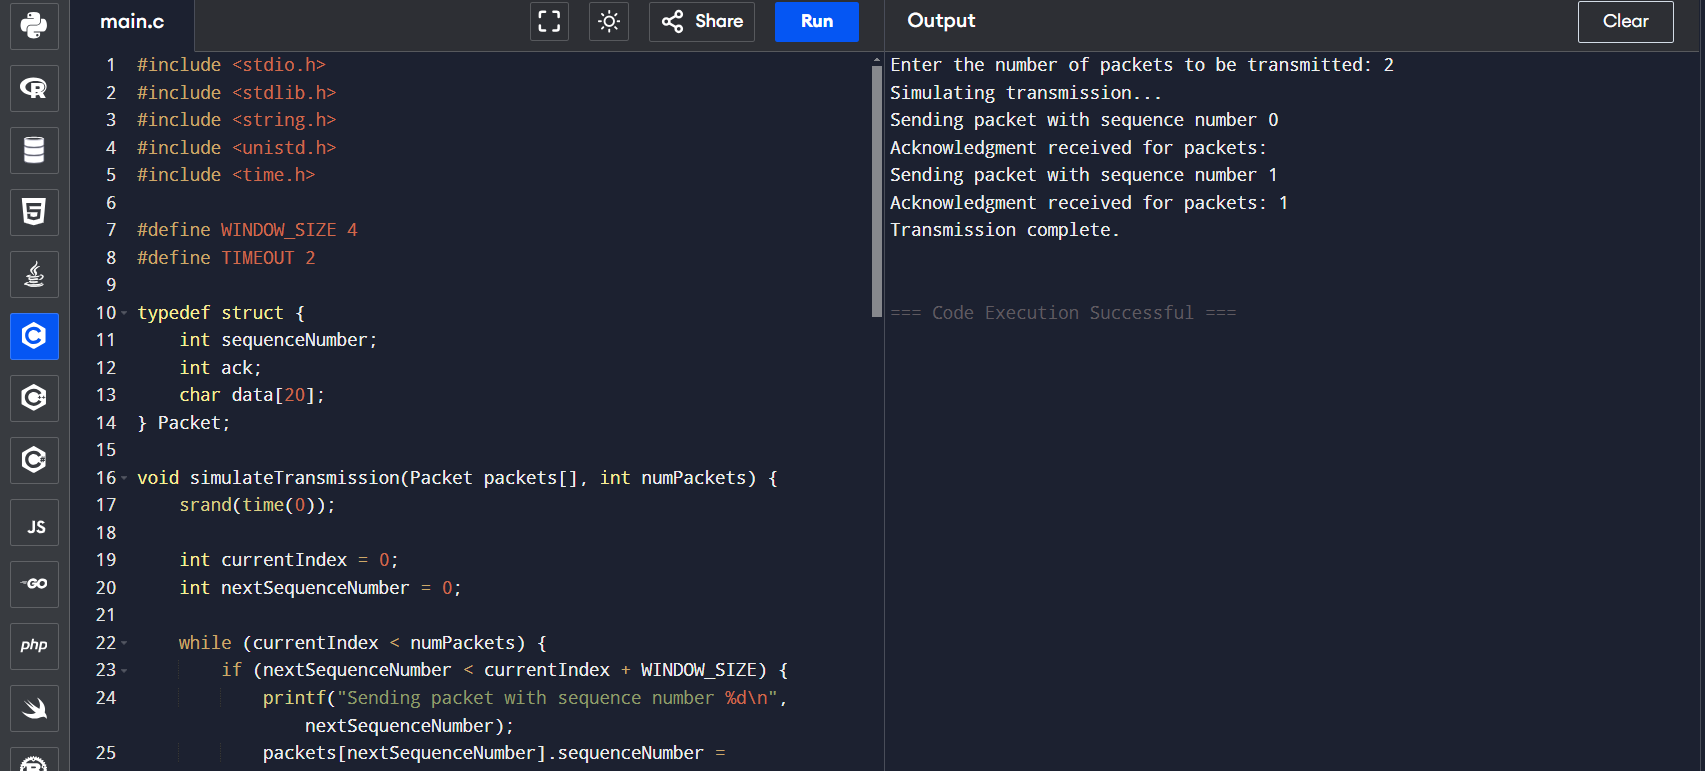 main.c
Share
Run
Output
Clear
1 #include <stdio.h>
2 #include <stdlib.h>
3 #include <string.h>
4 #include <unistd.h>
5 #include <time.h>
6
7 #define WINDOW_SIZE 4
8 #define TIMEOUT 2
9
10 typedef struct {
11     int sequenceNumber;
12     int ack;
13     char data[20];
14 } Packet;
15
16 void simulateTransmission(Packet packets[], int numPackets) {
17     srand(time(0));
18
19     int currentIndex = 0;
20     int nextSequenceNumber = 0;
21
22     while (currentIndex < numPackets) {
23         if (nextSequenceNumber < currentIndex + WINDOW_SIZE) {
24             printf("Sending packet with sequence number %d\n",
                nextSequenceNumber);
25             packets[nextSequenceNumber].sequenceNumber =
Enter the number of packets to be transmitted: 2
Simulating transmission...
Sending packet with sequence number 0
Acknowledgment received for packets:
Sending packet with sequence number 1
Acknowledgment received for packets: 1
Transmission complete.
=== Code Execution Successful ===
R
5
C
C
C
JS
GO
php
R